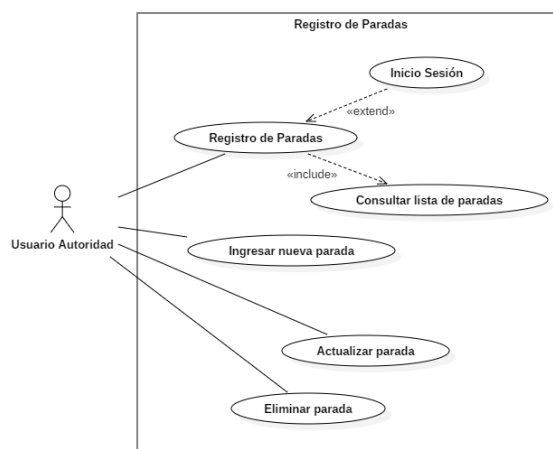 Registro de Paradas
Inicio Sesión
«extend»
Registro de Paradas
«include»
Consultar lista de paradas
Usuario Autoridad
Ingresar nueva parada
Actualizar parada
Eliminar parada